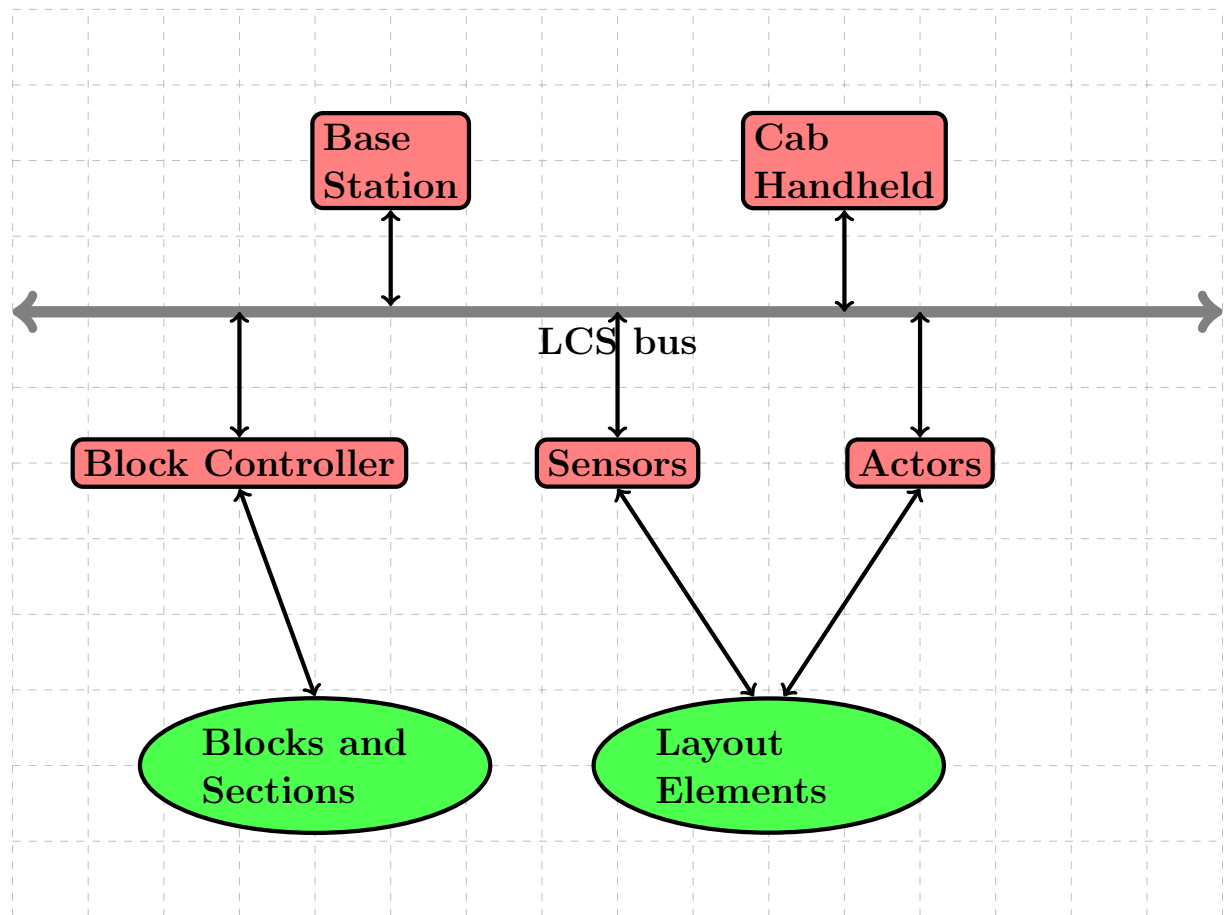 Base
Station
Cab
Handheld
LCS bus
Block Controller
Sensors
Actors
Blocks and
Sections
Layout
Elements